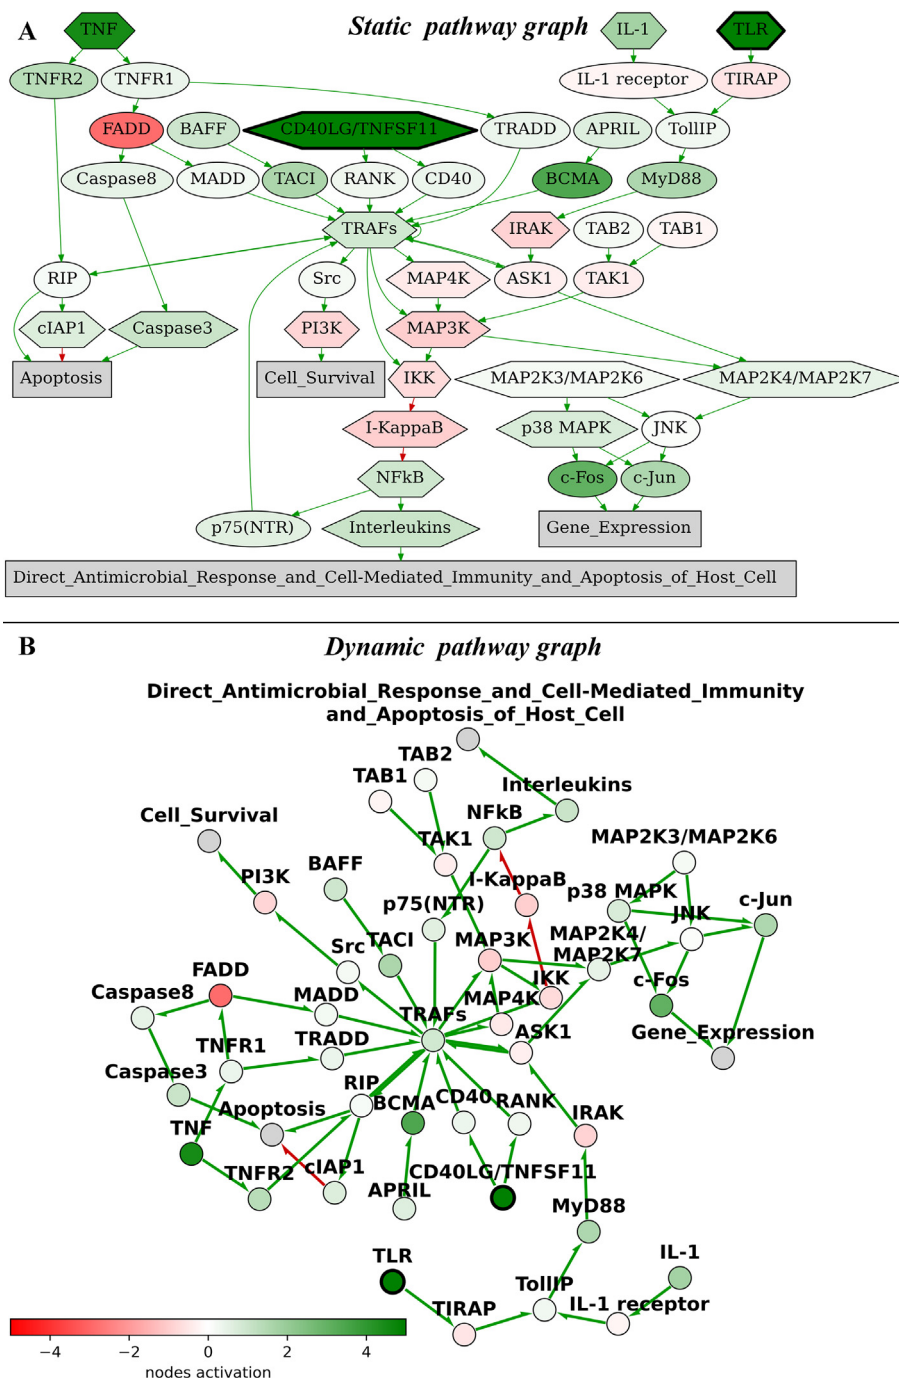 A
Static pathway graph
TNF
IL-1
TLR
TNFR2
TNFR1
IL-1 receptor
TIRAP
FADD
BAFF
CD40LG/TNFSF11
TRADD
APRIL
TollIP
Caspase8
MADD
TACI
RANK
CD40
BCMA
MyD88
TRAFs
IRAK
TAB2
TAB1
RIP
Src
MAP4K
ASK1
TAK1
cIAP1
Caspase3
PI3K
MAP3K
Apoptosis
Cell_Survival
IKK
MAP2K3/MAP2K6
MAP2K4/MAP2K7
I-KappaB
p38 MAPK
JNK
NFkB
c-Fos
c-Jun
p75(NTR)
Interleukins
Gene_Expression
Direct_Antimicrobial_Response_and_Cell-Mediated_Immunity_and_Apoptosis_of_Host_Cell
B
Dynamic pathway graph
Direct_Antimicrobial_Response_and_Cell-Mediated_Immunity
and_Apoptosis_of_Host_Cell
TAB2
TAB1
Interleukins
Cell_Survival
NFkB
TAK1
MAP2K3/MAP2K6
BAFF
PI3K
I-KappaB
p38 MAPK
c-Jun
p75(NTR)
JNK
Src
TACI
MAP3K
MAP2K4/
MAP2K7
FADD
IKK
c-Fos
Caspase8
MADD
MAP4K
TRAFs
TNFR1
TRADD
ASK1
Gene_Expression
Caspase3
RIP
Apoptosis
BCMA
CD40
RANK
IRAK
TNF
TNFR2
cIAP1
CD40LG/TNFSF11
APRIL
MyD88
TLR
IL-1
TollIP
TIRAP
IL-1 receptor
−4
−2
0
2
4
nodes activation